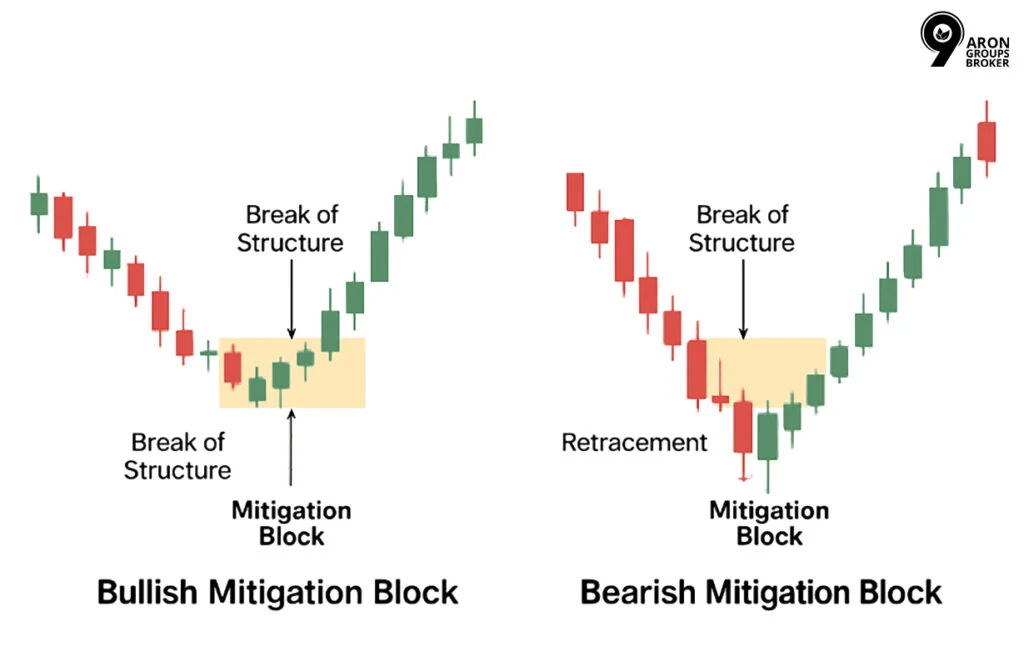 9
ARON
GROUPS
BROKER
Break of
Structure
Break of
Structure
Mitigation
Block
Bullish Mitigation Block
Break of
Structure
Retracement
Mitigation
Block
Bearish Mitigation Block